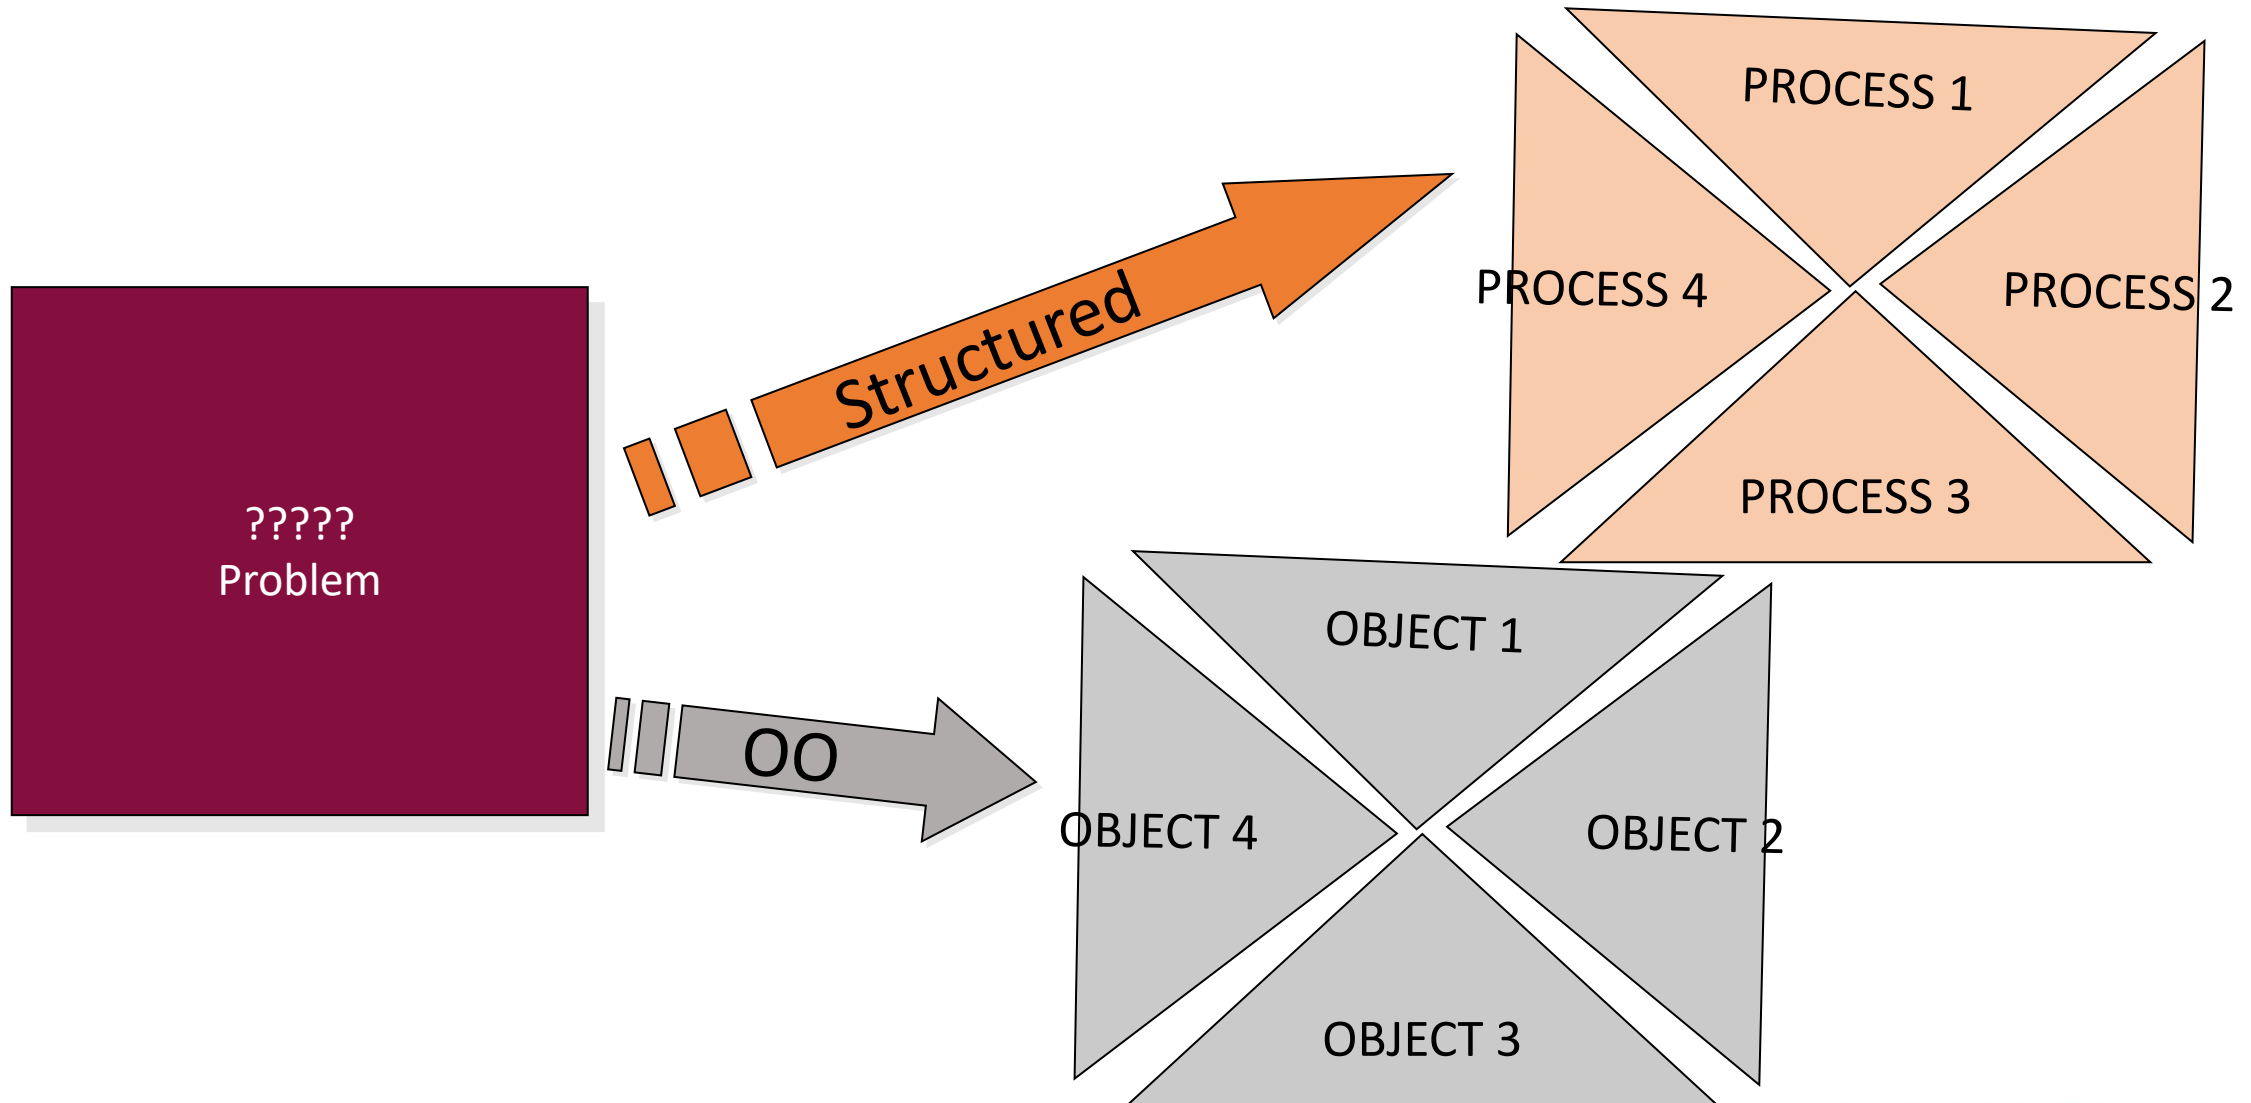 ?????
Problem
Structured
PROCESS 1
PROCESS 4
PROCESS 2
PROCESS 3
OO
OBJECT 1
OBJECT 4
OBJECT 2
OBJECT 3